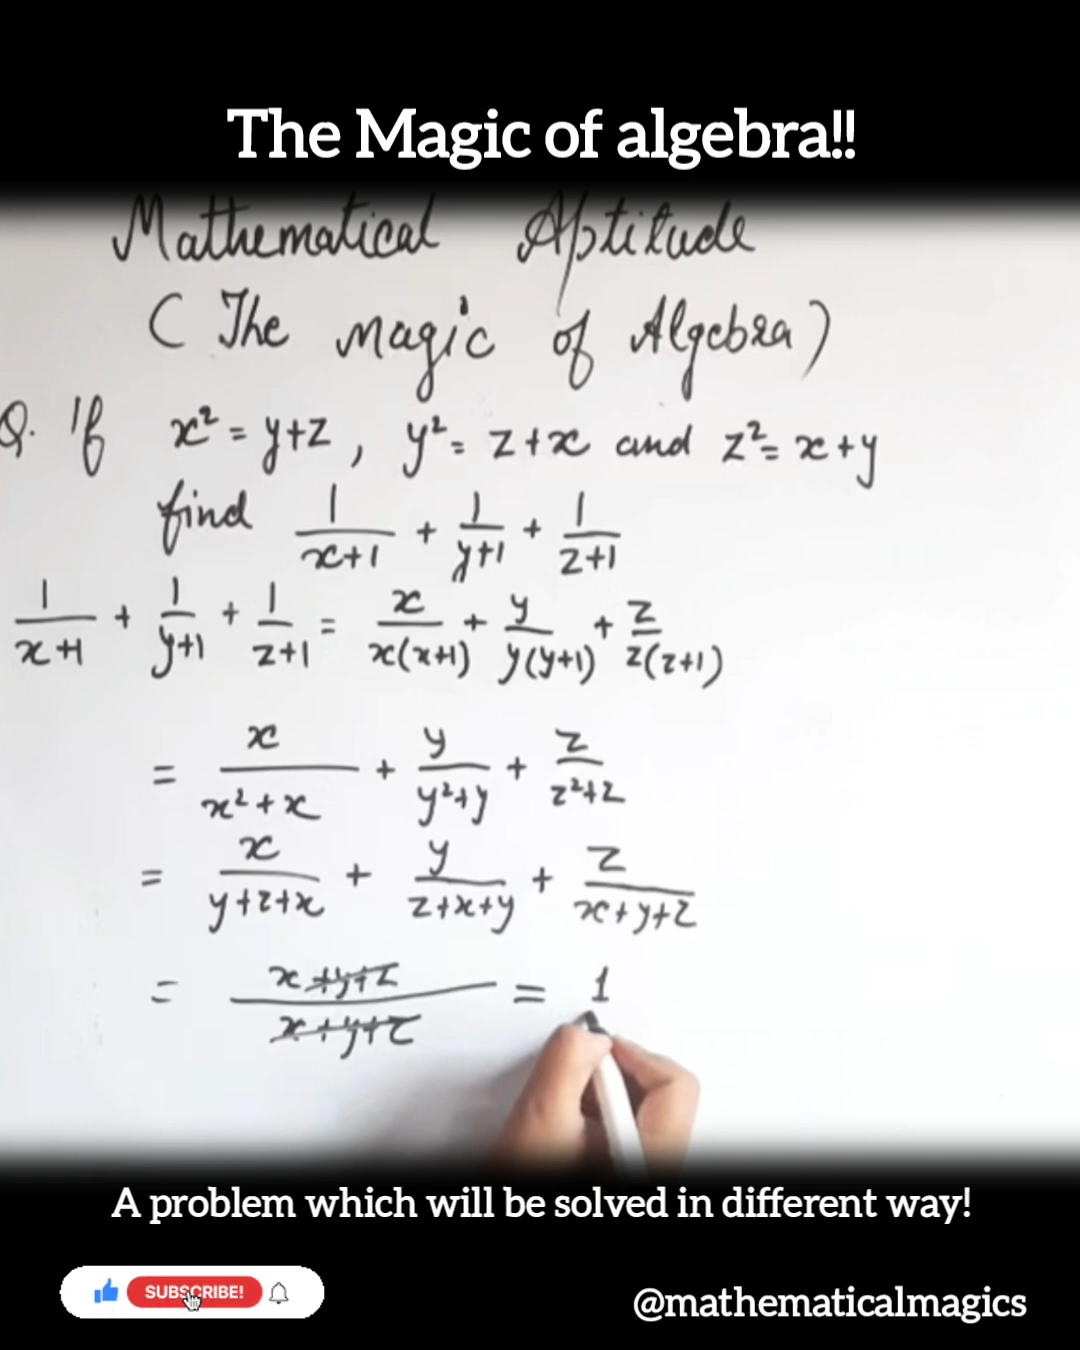 The Magic of algebra!!
Mathematical Aptitude
(The magic of Algebra)
Q. If x² = y+z, y² = z+x and z² = x+y
find 1/(x+1) + 1/(y+1) + 1/(z+1)
1/(x+1) + 1/(y+1) + 1/(z+1) = x/(x(x+1)) + y/(y(y+1)) + z/(z(z+1))
= x/(x²+x) + y/(y²+y) + z/(z²+z)
= x/(y+z+x) + y/(z+x+y) + z/(x+y+z)
= (x+y+z)/(x+y+z) = 1
A problem which will be solved in different way!
SUBSCRIBE!
@mathematicalmagics